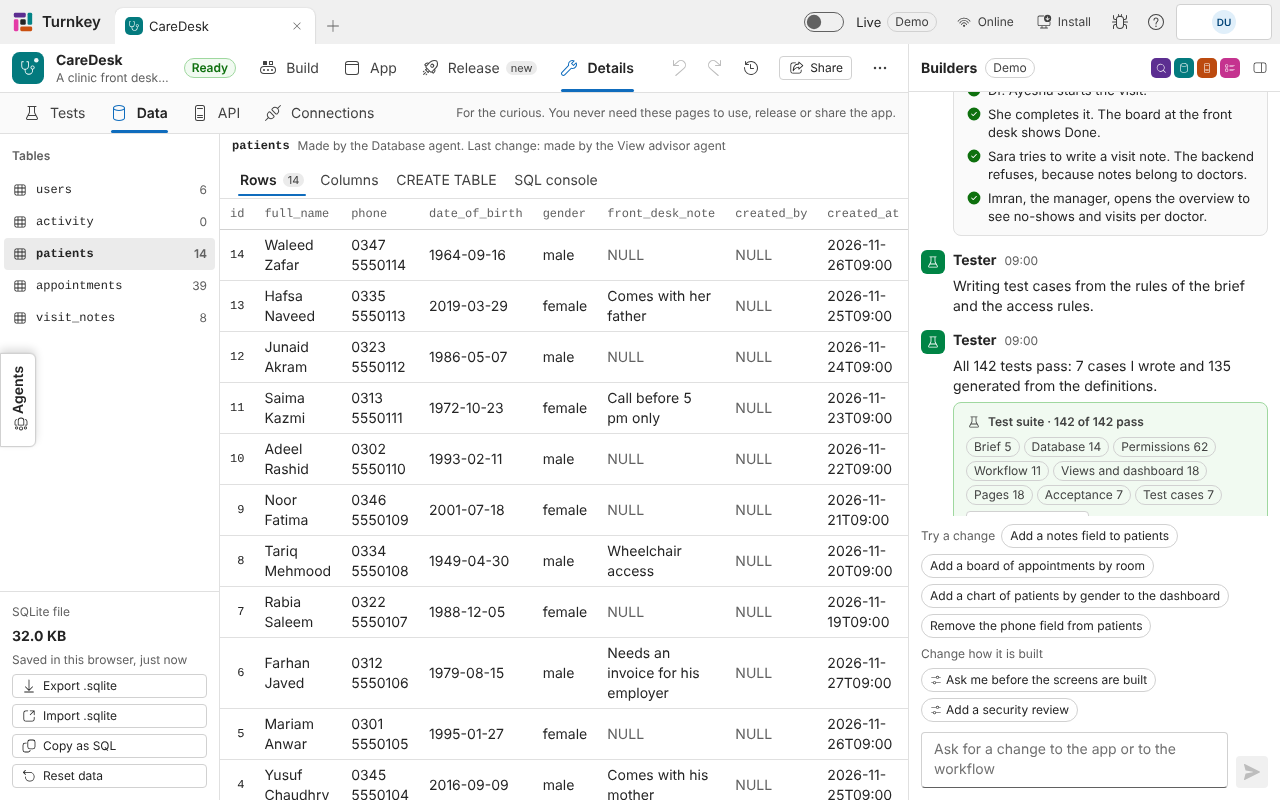 Turnkey
CareDesk
Live
Demo
Online
Install
DU
CareDesk
A clinic front desk…
Ready
Build
App
Release
new
Details
Share
Tests
Data
API
Connections
For the curious. You never need these pages to use, release or share the app.
Tables
users 6
activity 0
patients 14
appointments 39
visit_notes 8
Agents
SQLite file
32.0 KB
Saved in this browser, just now
Export .sqlite
Import .sqlite
Copy as SQL
Reset data
patients Made by the Database agent. Last change: made by the View advisor agent
Rows 14 Columns CREATE TABLE SQL console
id full_name phone date_of_birth gender front_desk_note created_by created_at
14 Waleed Zafar 0347 5550114 1964-09-16 male NULL NULL 2026-11-26T09:00
13 Hafsa Naveed 0335 5550113 2019-03-29 female Comes with her father NULL 2026-11-25T09:00
12 Junaid Akram 0323 5550112 1986-05-07 male NULL NULL 2026-11-24T09:00
11 Saima Kazmi 0313 5550111 1972-10-23 female Call before 5 pm only NULL 2026-11-23T09:00
10 Adeel Rashid 0302 5550110 1993-02-11 male NULL NULL 2026-11-22T09:00
9 Noor Fatima 0346 5550109 2001-07-18 female NULL NULL 2026-11-21T09:00
8 Tariq Mehmood 0334 5550108 1949-04-30 male Wheelchair access NULL 2026-11-20T09:00
7 Rabia Saleem 0322 5550107 1988-12-05 female NULL NULL 2026-11-19T09:00
6 Farhan Javed 0312 5550106 1979-08-15 male Needs an invoice for his employer NULL 2026-11-27T09:00
5 Mariam Anwar 0301 5550105 1995-01-27 female NULL NULL 2026-11-26T09:00
4 Yusuf Chaudhry 0345 5550104 2016-09-09 male Comes with his mother NULL 2026-11-25T09:00
Builders
Demo
Dr. Ayesha starts the visit.
She completes it. The board at the front
desk shows Done.
Sara tries to write a visit note. The backend
refuses, because notes belong to doctors.
Imran, the manager, opens the overview to
see no-shows and visits per doctor.
Tester 09:00
Writing test cases from the rules of the brief
and the access rules.
Tester 09:00
All 142 tests pass: 7 cases I wrote and 135
generated from the definitions.
Test suite · 142 of 142 pass
Brief 5 Database 14 Permissions 62
Workflow 11 Views and dashboard 18
Pages 18 Acceptance 7 Test cases 7
Try a change Add a notes field to patients
Add a board of appointments by room
Add a chart of patients by gender to the dashboard
Remove the phone field from patients
Change how it is built
Ask me before the screens are built
Add a security review
Ask for a change to the app or to the
workflow